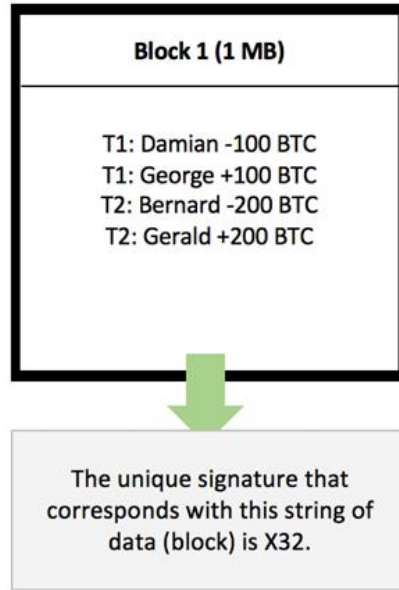 Block 1 (1 MB)
T1: Damian -100 BTC
T1: George +100 BTC
T2: Bernard -200 BTC
T2: Gerald +200 BTC
The unique signature that
corresponds with this string of
data (block) is X32.